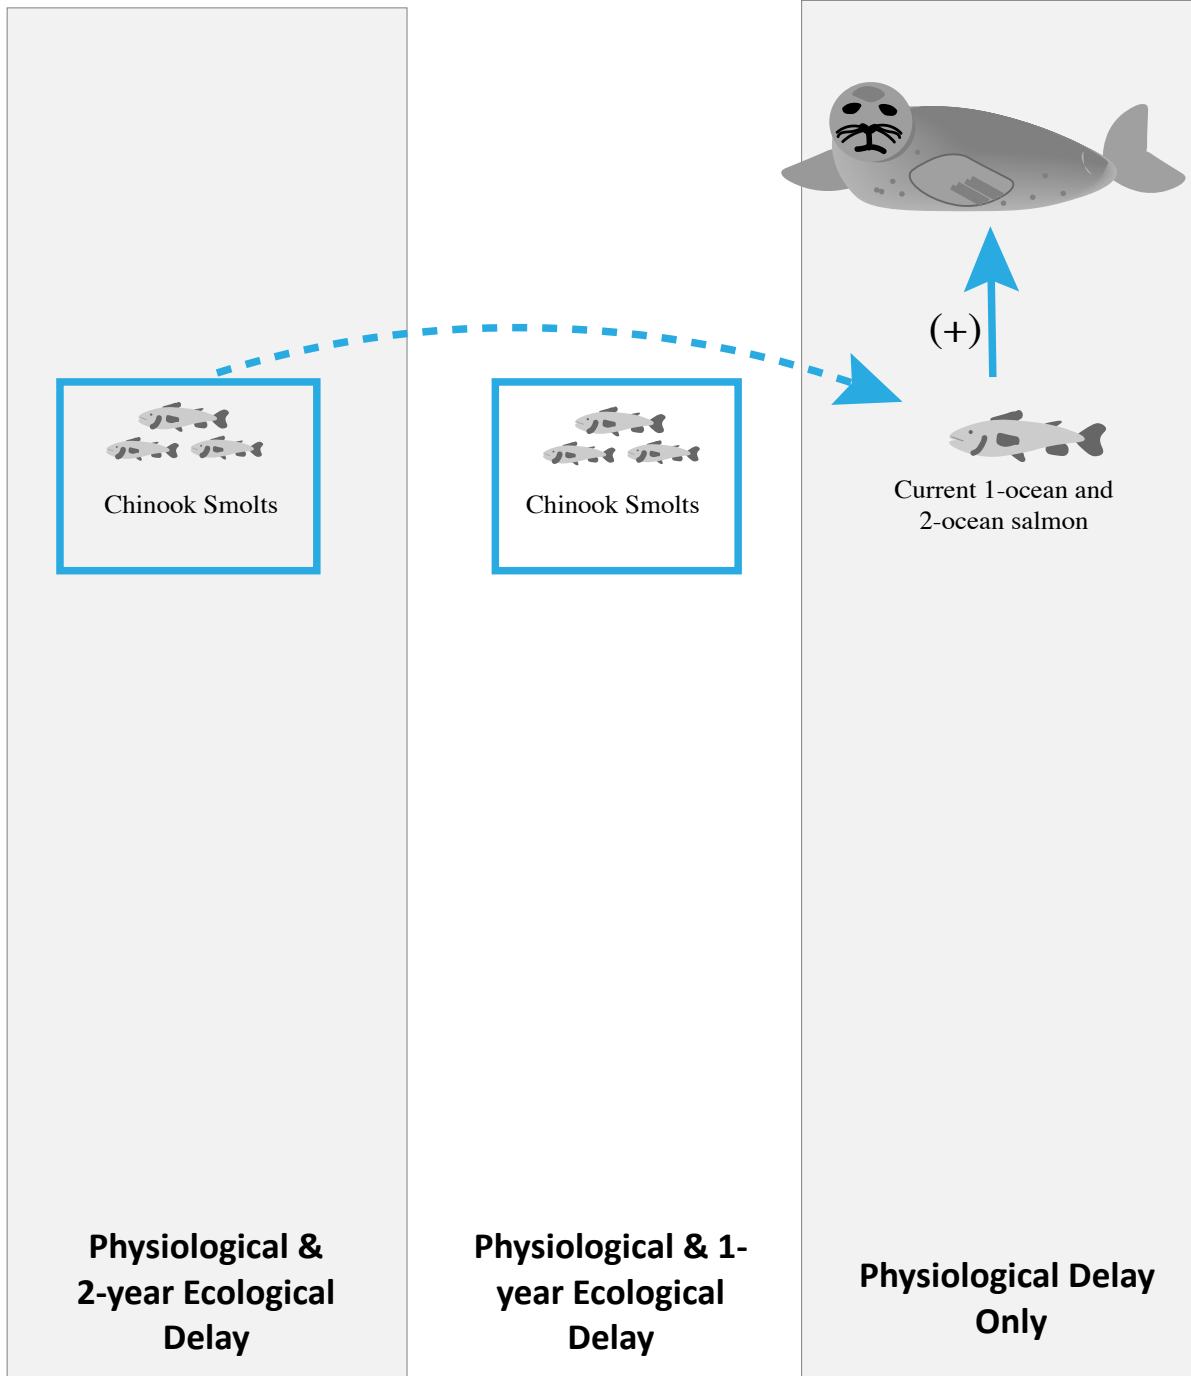 (+)
Chinook Smolts
Chinook Smolts
Current 1-ocean and
2-ocean salmon
Physiological &
2-year Ecological
Delay
Physiological & 1-
year Ecological
Delay
Physiological Delay
Only